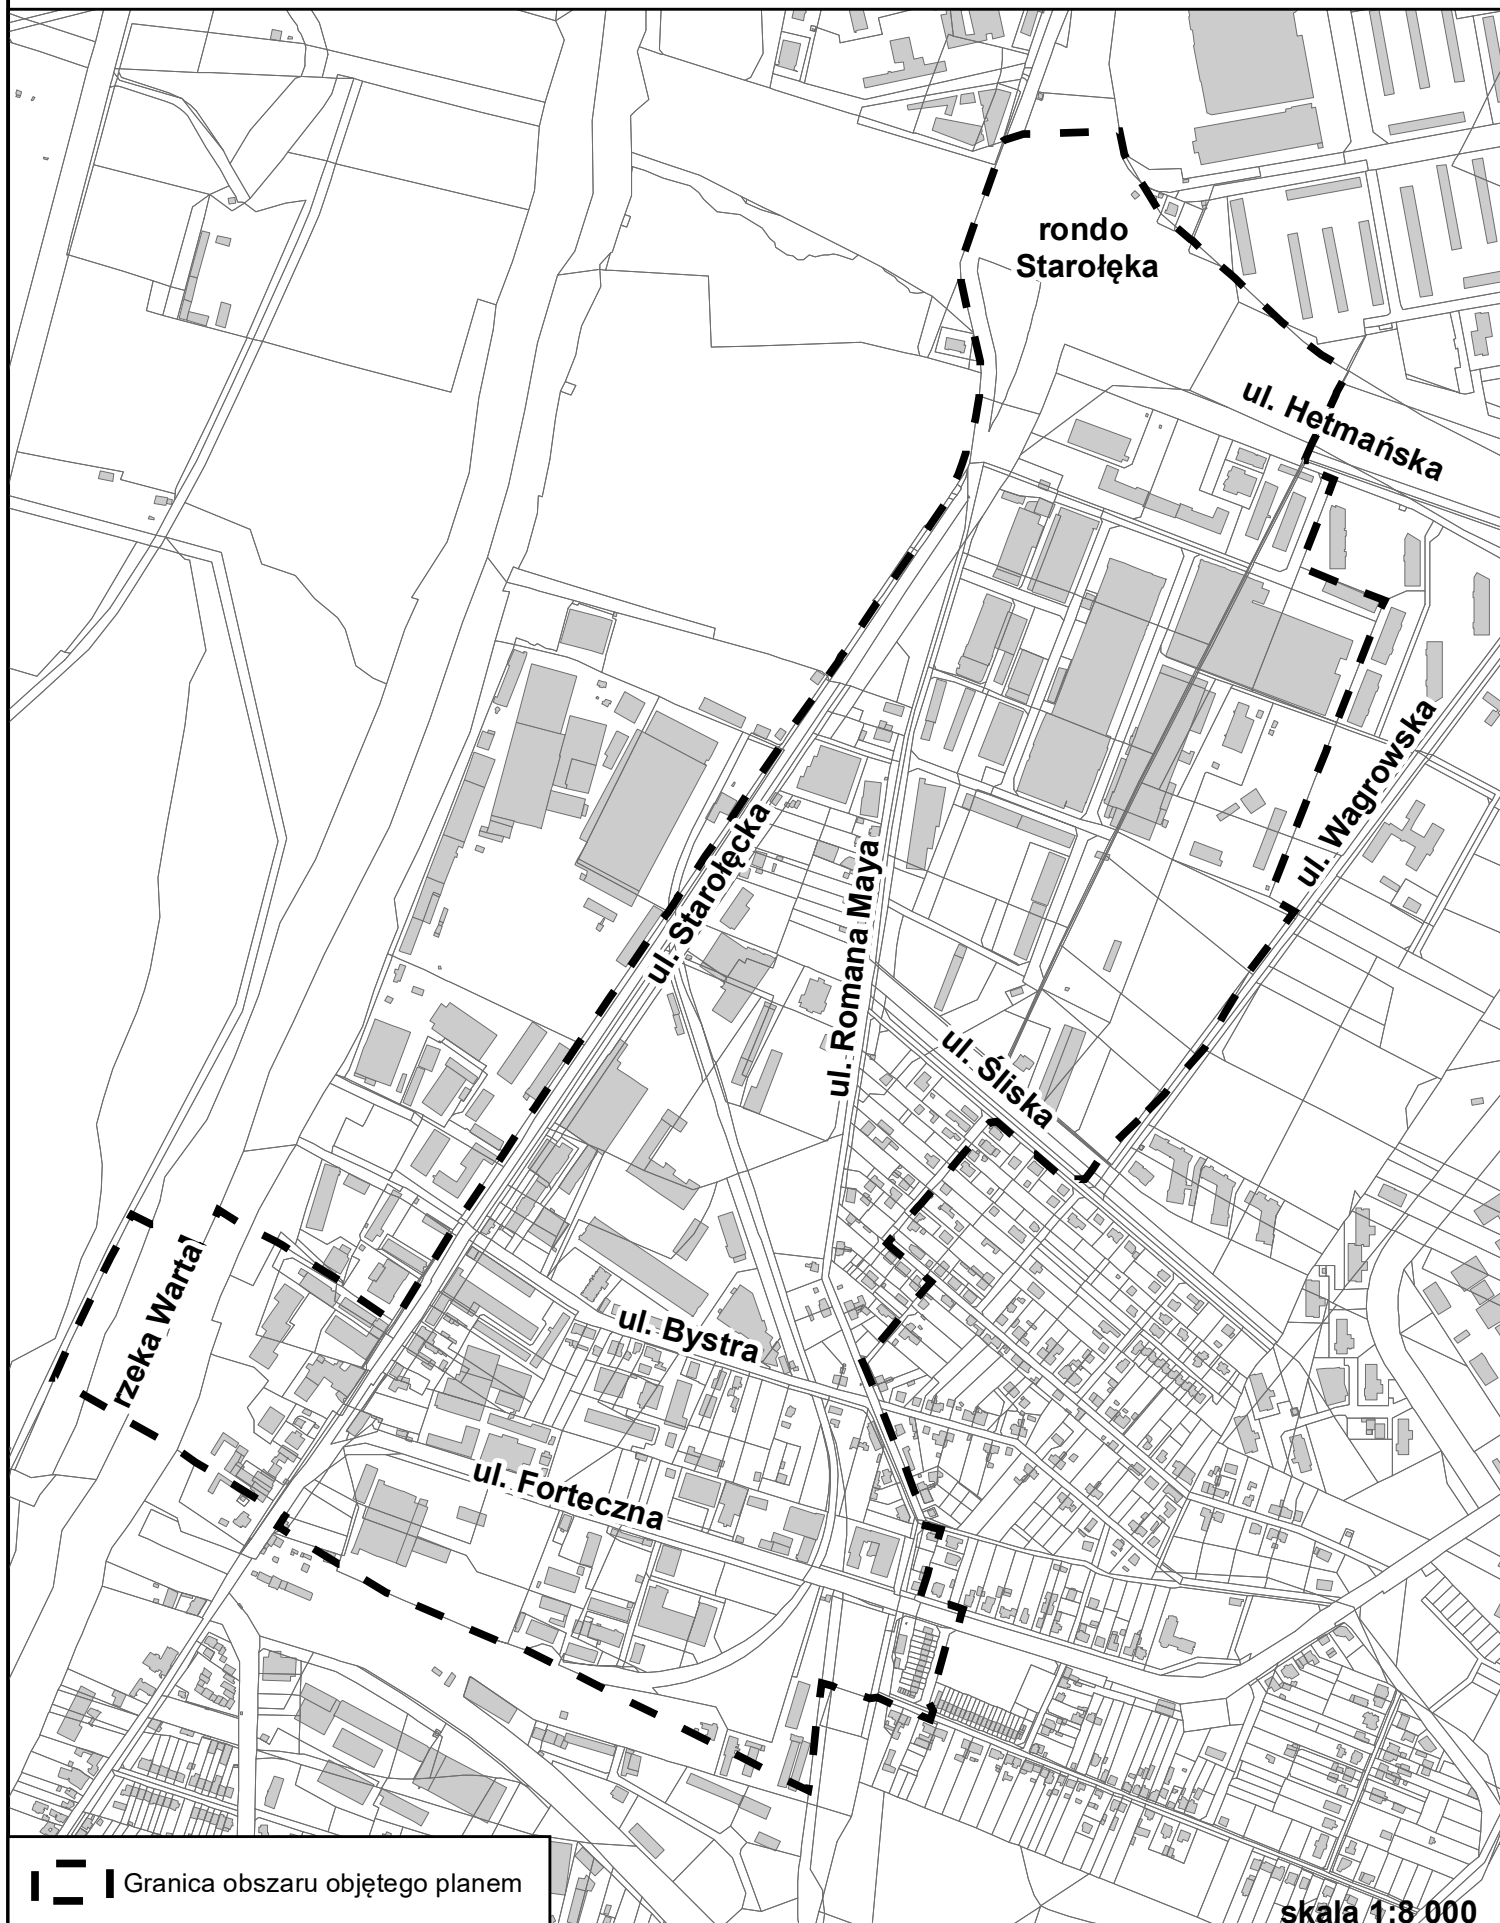 rondo
Starołęka
ul. Hetmańska
ul. Wagrowska
ul. Starołęcka
ul. Romana Maya
ul. Śliska
rzeka Warta
ul. Bystra
ul. Forteczna
Granica obszaru objętego planem
skala 1:8 000